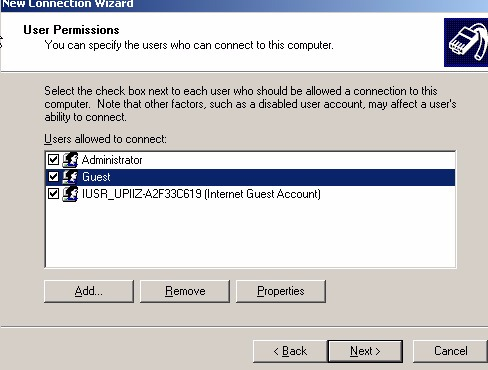 New Connection Wizard
User Permissions
You can specify the users who can connect to this computer.
Select the check box next to each user who should be allowed a connection to this
computer. Note that other factors, such as a disabled user account, may affect a user's
ability to connect.
Users allowed to connect:
Administrator
Guest
IUSR_UPIIZ-A2F33C619 (Internet Guest Account)
Add...
Remove
Properties
< Back
Next >
Cancel